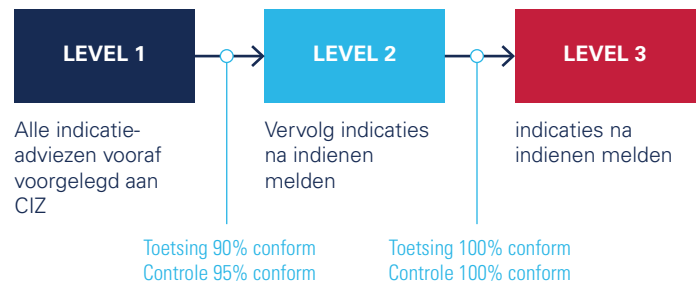 LEVEL 1
LEVEL 2
LEVEL 3
Alle indicatie-
adviezen vooraf
voorgelegd aan
CIZ
Vervolg indicaties
na indienen
melden
indicaties na
indienen melden
Toetsing 90% conform
Controle 95% conform
Toetsing 100% conform
Controle 100% conform